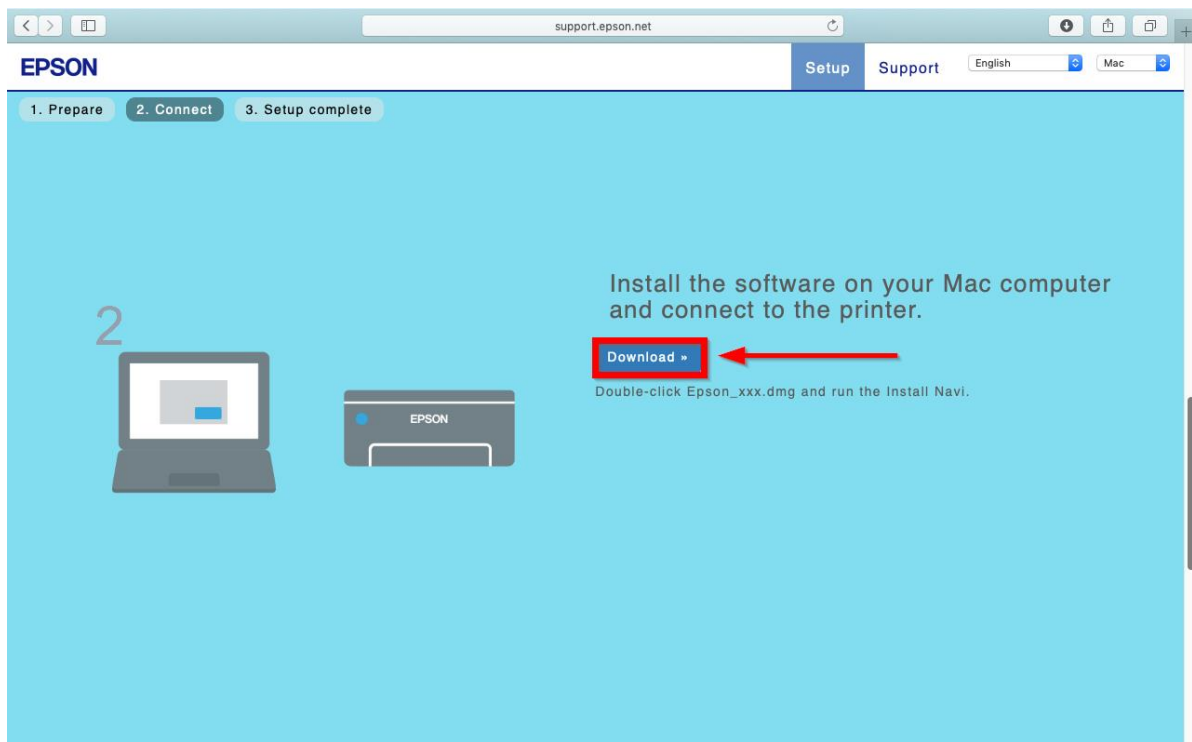 support.epson.net
EPSON
Setup
Support
English
Mac
1. Prepare
2. Connect
3. Setup complete
Install the software on your Mac computer
and connect to the printer.
2
Download »
Double-click Epson_xxx.dmg and run the Install Navi.
EPSON